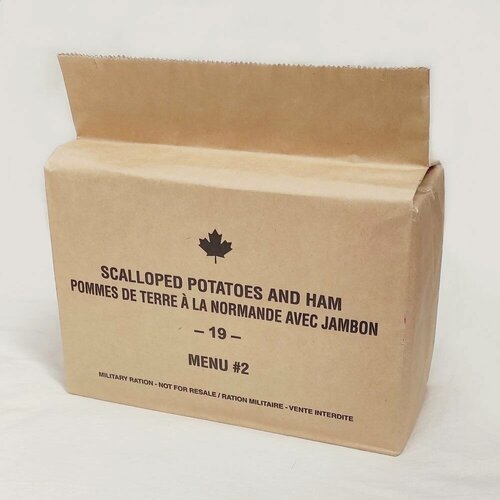 SCALLOPED POTATOES AND HAM
POMMES DE TERRE À LA NORMANDE AVEC JAMBON
– 19 –
MENU #2
MILITARY RATION - NOT FOR RESALE / RATION MILITAIRE - VENTE INTERDITE